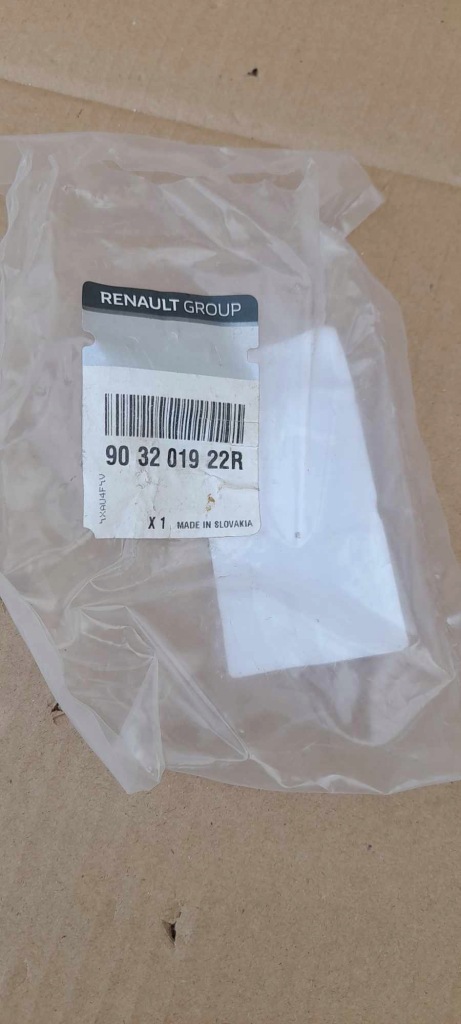 RENAULT GROUP
90 32 019 22R
X 1 MADE IN SLOVAKIA